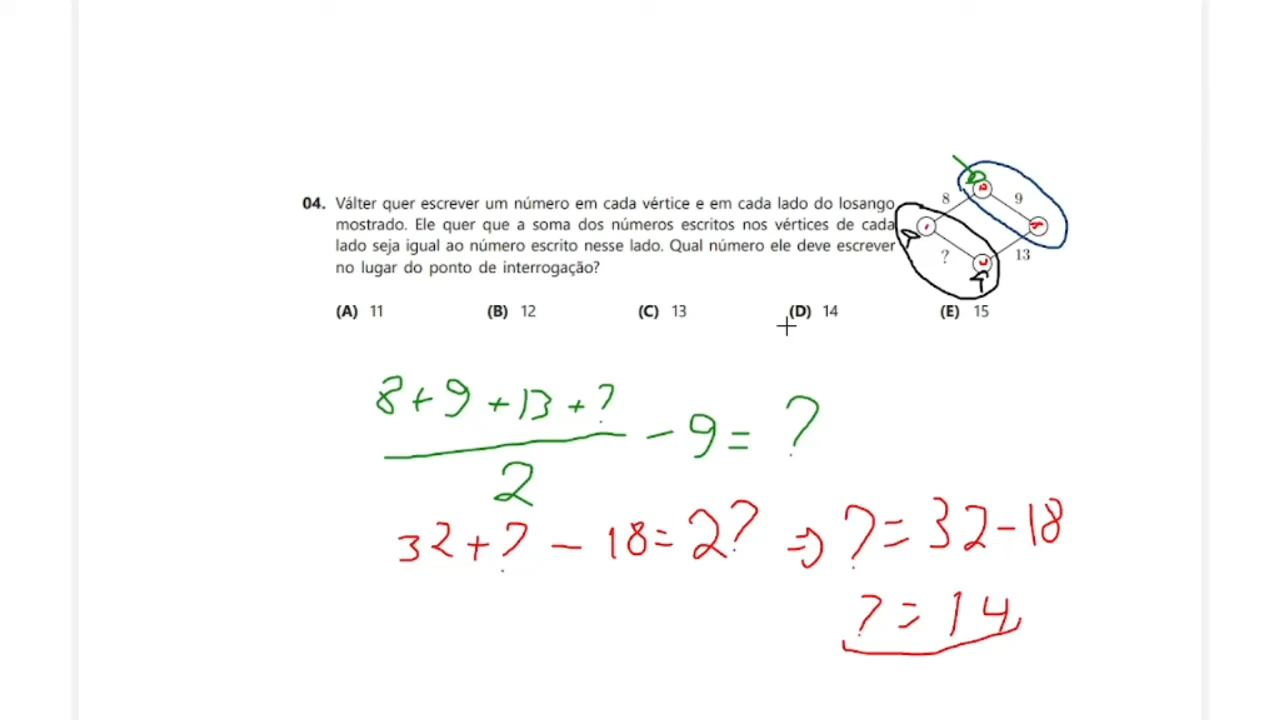 04. Válter quer escrever um número em cada vértice e em cada lado do losango
mostrado. Ele quer que a soma dos números escritos nos vértices de cada
lado seja igual ao número escrito nesse lado. Qual número ele deve escrever
no lugar do ponto de interrogação?
8
9
?
13
(A) 11 (B) 12 (C) 13 (D) 14 (E) 15
8+9+13+?
2
-9=?
32+?-18=2? ⇒ ?=32-18
?=14